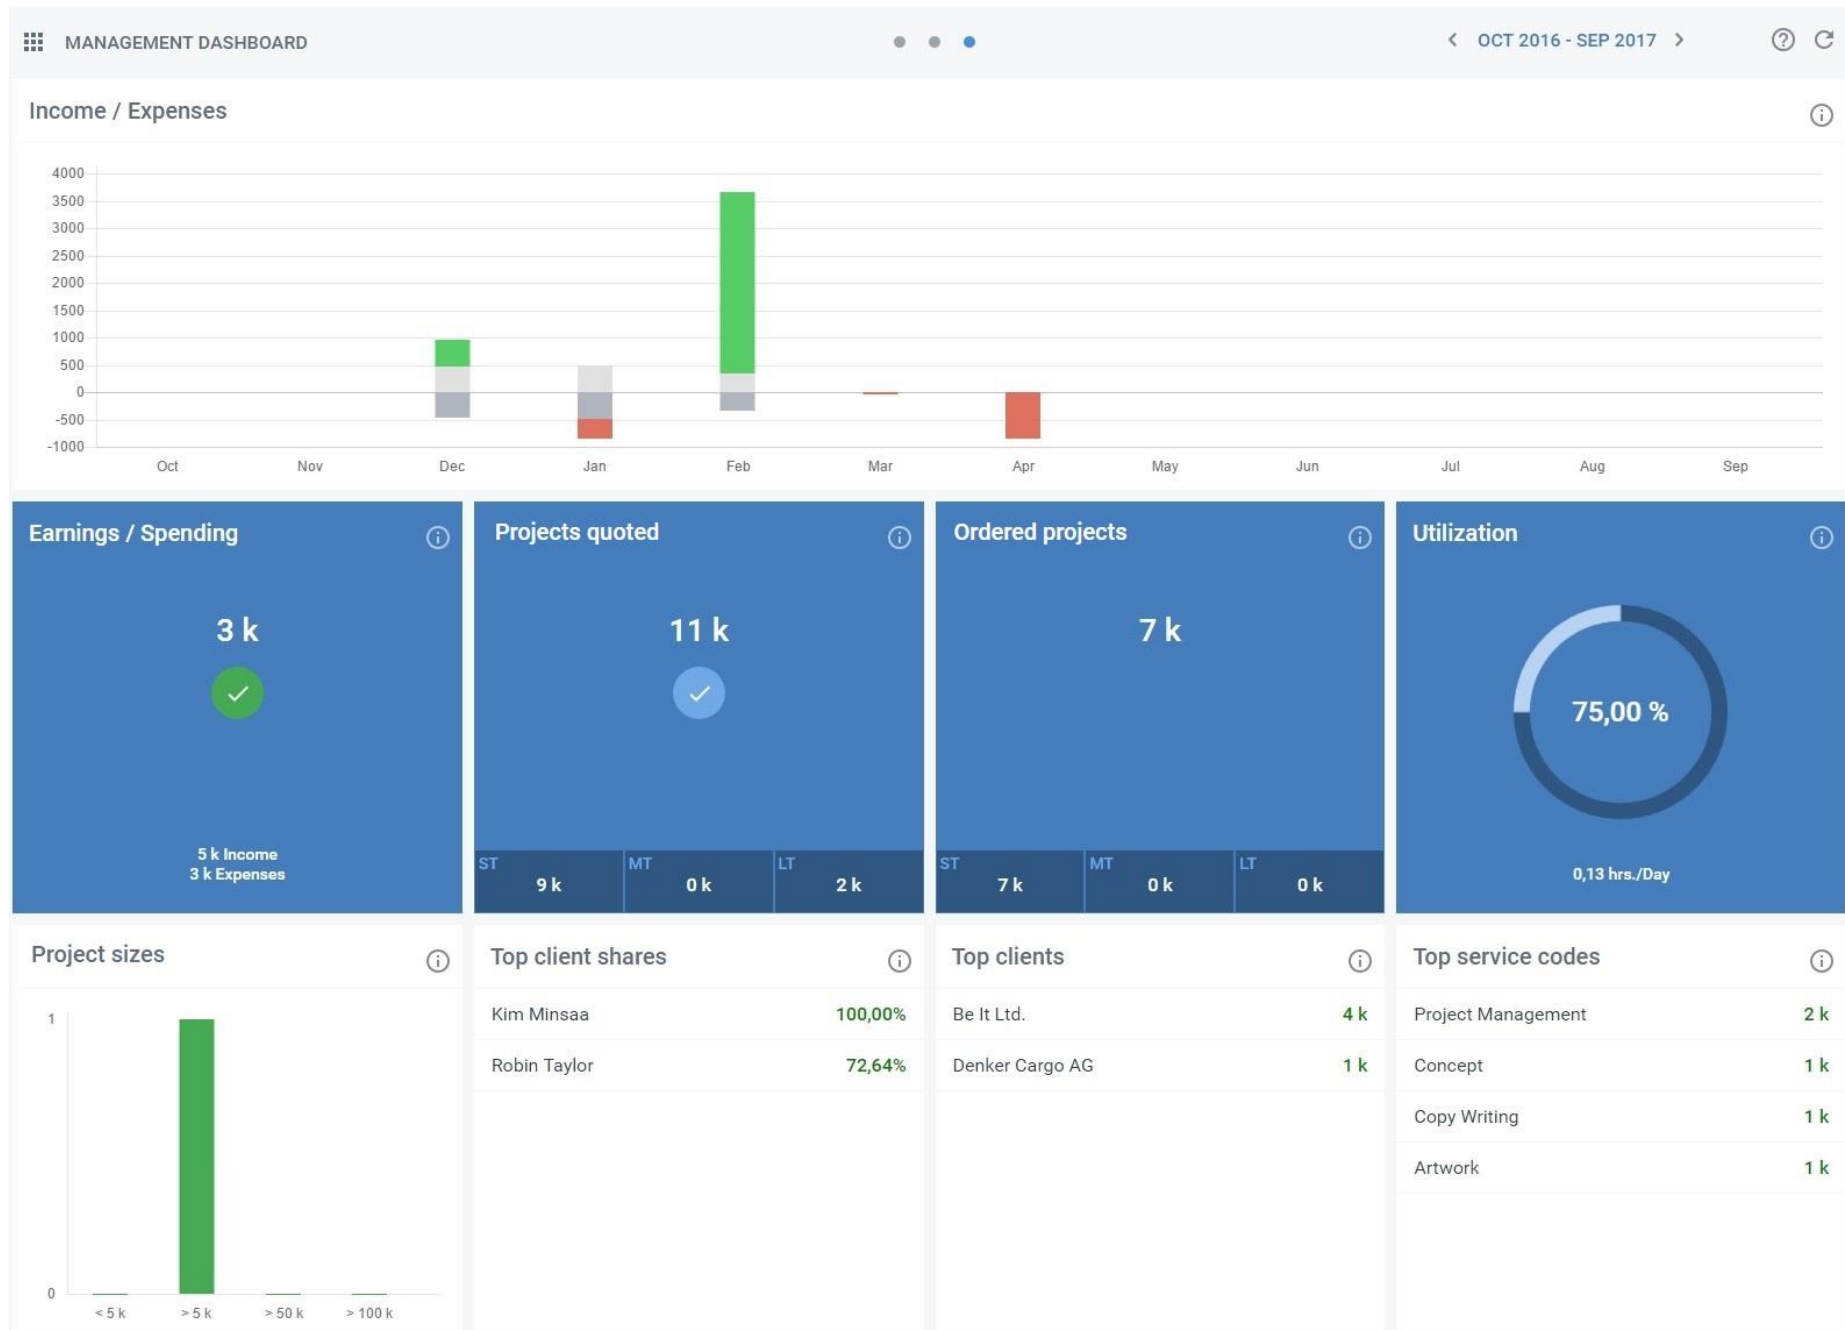 MANAGEMENT DASHBOARD
OCT 2016 - SEP 2017
Income / Expenses
4000
3500
3000
2500
2000
1500
1000
500
0
-500
-1000
Oct Nov Dec Jan Feb Mar Apr May Jun Jul Aug Sep
Earnings / Spending
3 k
5 k Income
3 k Expenses
Projects quoted
11 k
ST MT LT
9 k 0 k 2 k
Ordered projects
7 k
ST MT LT
7 k 0 k 0 k
Utilization
75,00 %
0,13 hrs./Day
Project sizes
1
0
< 5 k > 5 k > 50 k > 100 k
Top client shares
Kim Minsaa 100,00%
Robin Taylor 72,64%
Top clients
Be It Ltd. 4 k
Denker Cargo AG 1 k
Top service codes
Project Management 2 k
Concept 1 k
Copy Writing 1 k
Artwork 1 k